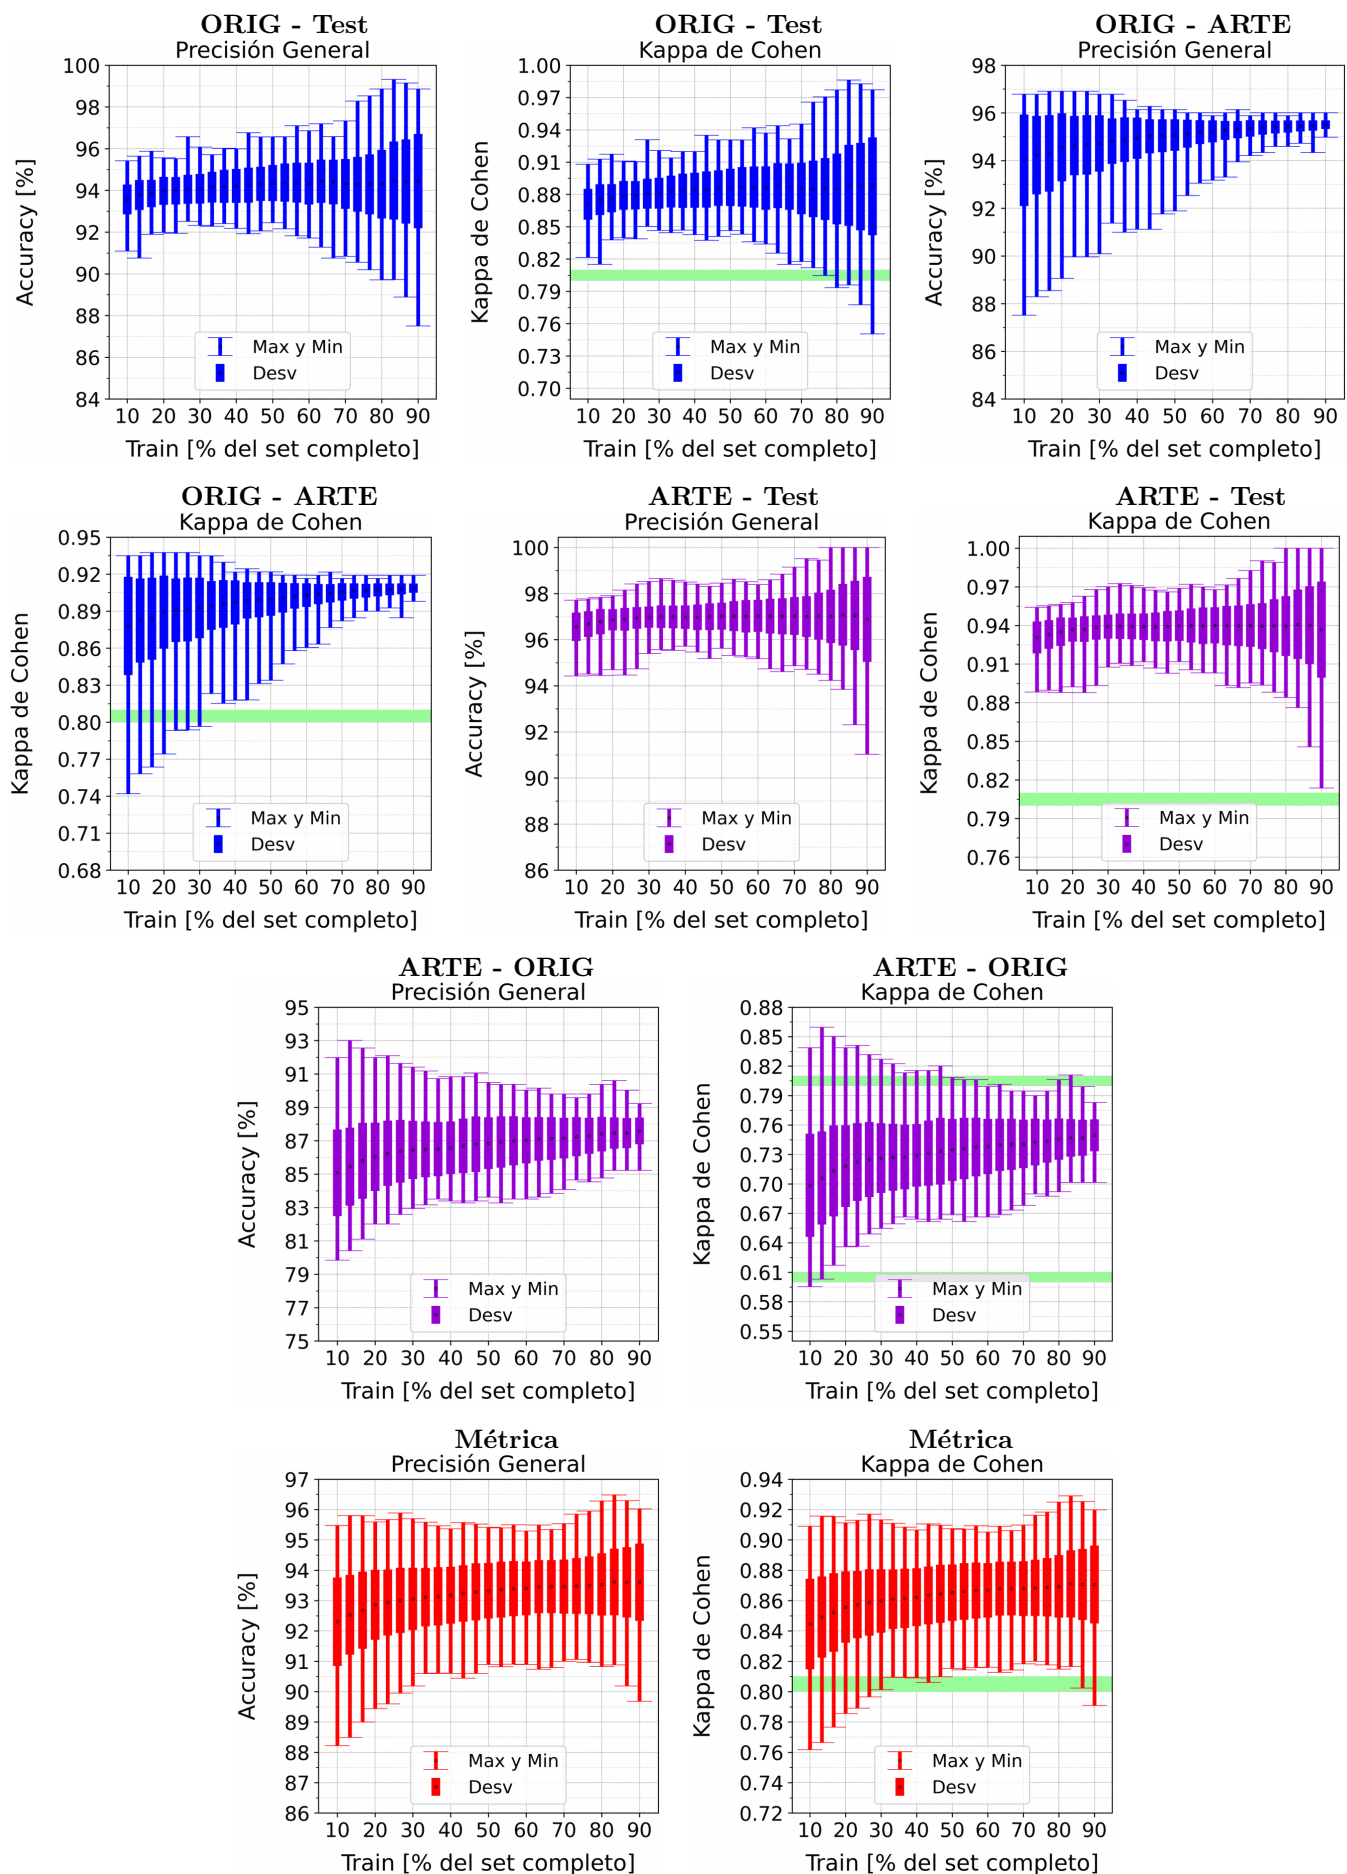 ORIG - Test
Precisión General
100
98
96
94
92
90
88
86
84
Accuracy [%]
Max y Min
Desv
10 20 30 40 50 60 70 80 90
Train [% del set completo]
ORIG - Test
Kappa de Cohen
1.00
0.97
0.94
0.91
0.88
0.85
0.82
0.79
0.76
0.73
0.70
Kappa de Cohen
Max y Min
Desv
10 20 30 40 50 60 70 80 90
Train [% del set completo]
ORIG - ARTE
Precisión General
98
96
94
92
90
88
86
84
Accuracy [%]
Max y Min
Desv
10 20 30 40 50 60 70 80 90
Train [% del set completo]
ORIG - ARTE
Kappa de Cohen
0.95
0.92
0.89
0.86
0.83
0.80
0.77
0.74
0.71
0.68
Kappa de Cohen
Max y Min
Desv
10 20 30 40 50 60 70 80 90
Train [% del set completo]
ARTE - Test
Precisión General
100
98
96
94
92
90
88
86
Accuracy [%]
Max y Min
Desv
10 20 30 40 50 60 70 80 90
Train [% del set completo]
ARTE - Test
Kappa de Cohen
1.00
0.97
0.94
0.91
0.88
0.85
0.82
0.79
0.76
Kappa de Cohen
Max y Min
Desv
10 20 30 40 50 60 70 80 90
Train [% del set completo]
ARTE - ORIG
Precisión General
95
93
91
89
87
85
83
81
79
77
75
Accuracy [%]
Max y Min
Desv
10 20 30 40 50 60 70 80 90
Train [% del set completo]
ARTE - ORIG
Kappa de Cohen
0.88
0.85
0.82
0.79
0.76
0.73
0.70
0.67
0.64
0.61
0.58
0.55
Kappa de Cohen
Max y Min
Desv
10 20 30 40 50 60 70 80 90
Train [% del set completo]
Métrica
Precisión General
97
96
95
94
93
92
91
90
89
88
87
86
Accuracy [%]
Max y Min
Desv
10 20 30 40 50 60 70 80 90
Train [% del set completo]
Métrica
Kappa de Cohen
0.94
0.92
0.90
0.88
0.86
0.84
0.82
0.80
0.78
0.76
0.74
0.72
Kappa de Cohen
Max y Min
Desv
10 20 30 40 50 60 70 80 90
Train [% del set completo]